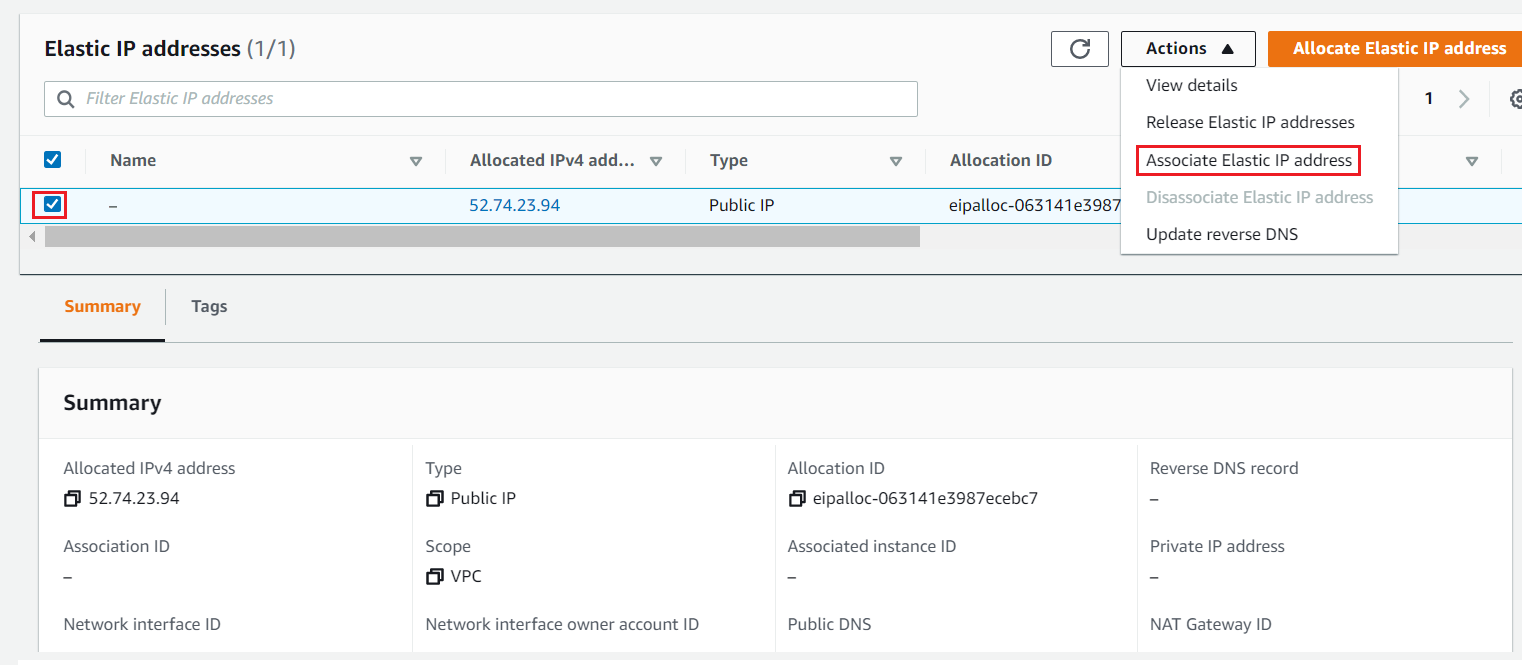 Elastic IP addresses (1/1)
Actions
Allocate Elastic IP address
Filter Elastic IP addresses
View details
1
Release Elastic IP addresses
Name
Allocated IPv4 add...
Type
Allocation ID
Associate Elastic IP address
–
52.74.23.94
Public IP
eipalloc-063141e3987
Disassociate Elastic IP address
Update reverse DNS
Summary
Tags
Summary
Allocated IPv4 address
Type
Allocation ID
Reverse DNS record
52.74.23.94
Public IP
eipalloc-063141e3987ecebc7
–
Association ID
Scope
Associated instance ID
Private IP address
–
VPC
–
–
Network interface ID
Network interface owner account ID
Public DNS
NAT Gateway ID